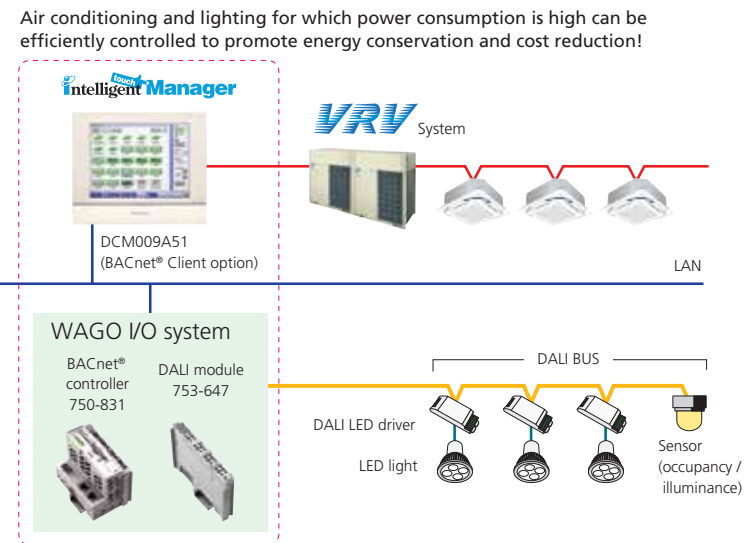 Air conditioning and lighting for which power consumption is high can be
efficiently controlled to promote energy conservation and cost reduction!
intelligent touch Manager
VRV System
DCM009A51
(BACnet® Client option)
LAN
WAGO I/O system
BACnet®
controller
750-831
DALI module
753-647
DALI BUS
DALI LED driver
LED light
Sensor
(occupancy /
illuminance)